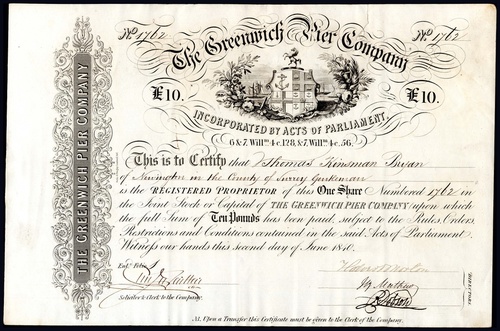 No 1762
No 1762
The Greenwich Pier Company
£10.
£10.
INCORPORATED BY ACTS OF PARLIAMENT,
6 & 7, Will.m 4 c. 128, & 7, Will.m 4 c. 56.
THE GREENWICH PIER COMPANY
This is to Certify that Thomas Kinsman Bryan
of Newington in the County of Surrey Gentleman
is the REGISTERED PROPRIETOR of this One Share Numbered 1762 in
the Joint Stock or Capital of THE GREENWICH PIER COMPANY upon which
the full Sum of Ten Pounds has been paid, subject to the Rules, Orders,
Restrictions and Conditions contained in the said Acts of Parliament.
Witness our hands this second day of June 1840.
Solicitor & Clerk to the Company
DIRECTORS
At. Upon a Transfer this Certificate must be given to the Clerk of the Company.